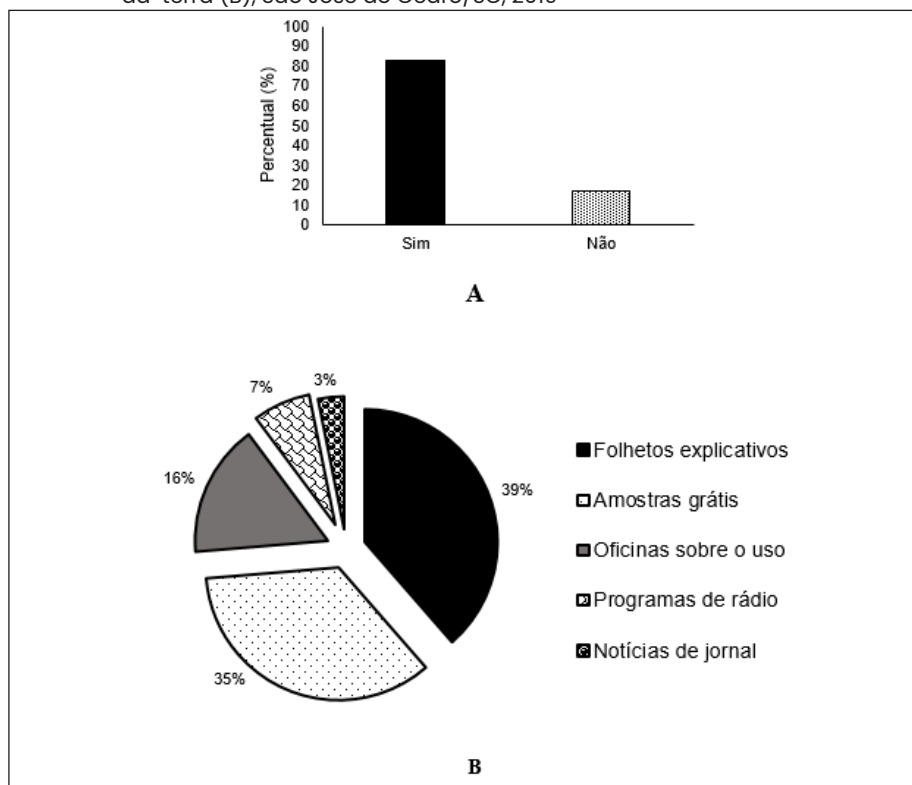 100
90
80
70
60
50
40
30
20
10
0
Percentual (%)
Sim Não
A
3%
7%
16%
39%
35%
Folhetos explicativos
Amostras grátis
Oficinas sobre o uso
Programas de rádio
Notícias de jornal
B